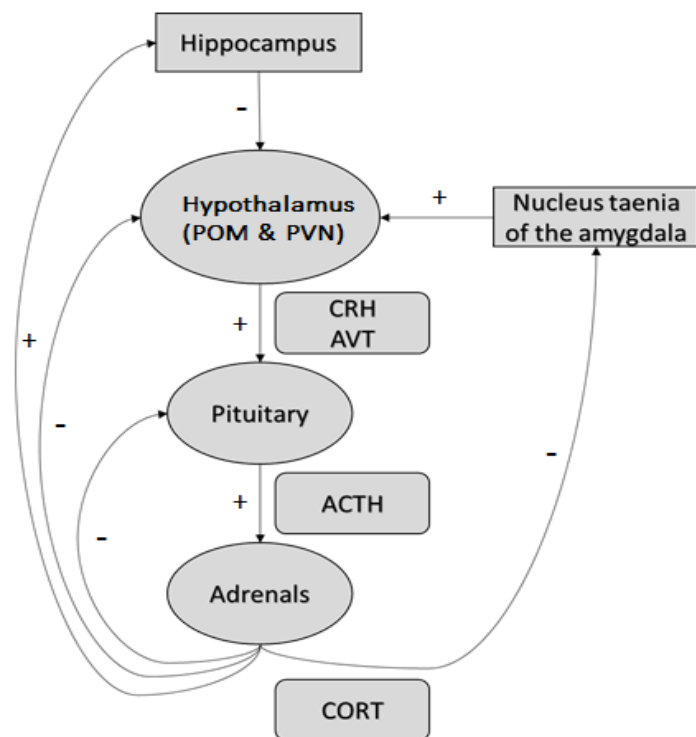 Hippocampus
-
Hypothalamus
(POM & PVN)
+
Nucleus taenia
of the amygdala
+
CRH
AVT
+
-
Pituitary
-
+
ACTH
-
Adrenals
CORT